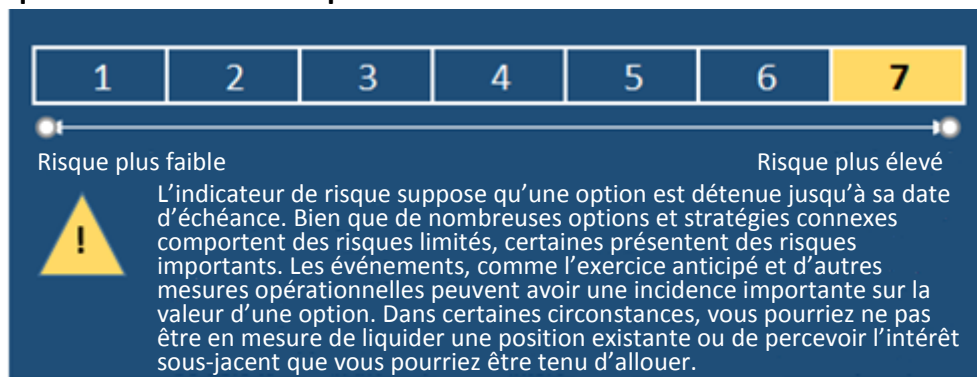 1 2 3 4 5 6 7
Risque plus faible Risque plus élevé
! L’indicateur de risque suppose qu’une option est détenue jusqu’à sa date
d’échéance. Bien que de nombreuses options et stratégies connexes
comportent des risques limités, certaines présentent des risques
importants. Les événements, comme l’exercice anticipé et d’autres
mesures opérationnelles peuvent avoir une incidence importante sur la
valeur d’une option. Dans certaines circonstances, vous pourriez ne pas
être en mesure de liquider une position existante ou de percevoir l’intérêt
sous-jacent que vous pourriez être tenu d’allouer.